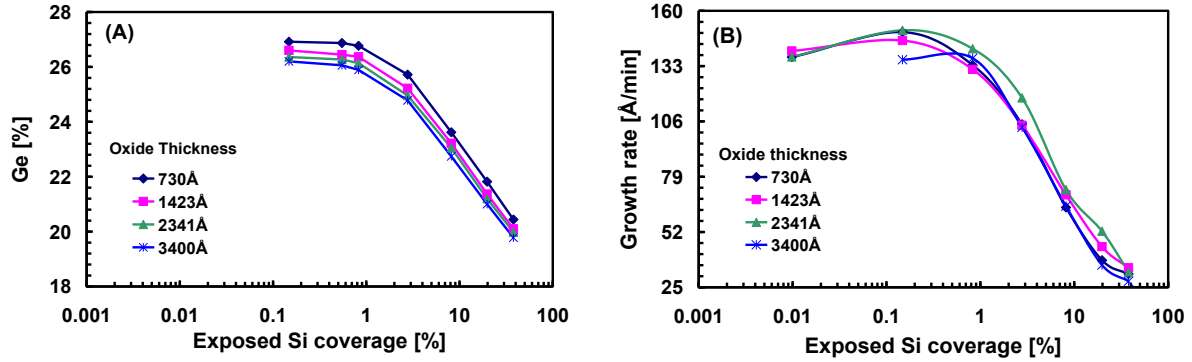 (A)
Ge [%]
28
26
24
22
20
18
Oxide Thickness
730Å
1423Å
2341Å
3400Å
0.001 0.01 0.1 1 10 100
Exposed Si coverage [%]
(B)
Growth rate [Å/min]
160
133
106
79
52
25
Oxide thickness
730Å
1423Å
2341Å
3400Å
0.001 0.01 0.1 1 10 100
Exposed Si coverage [%]